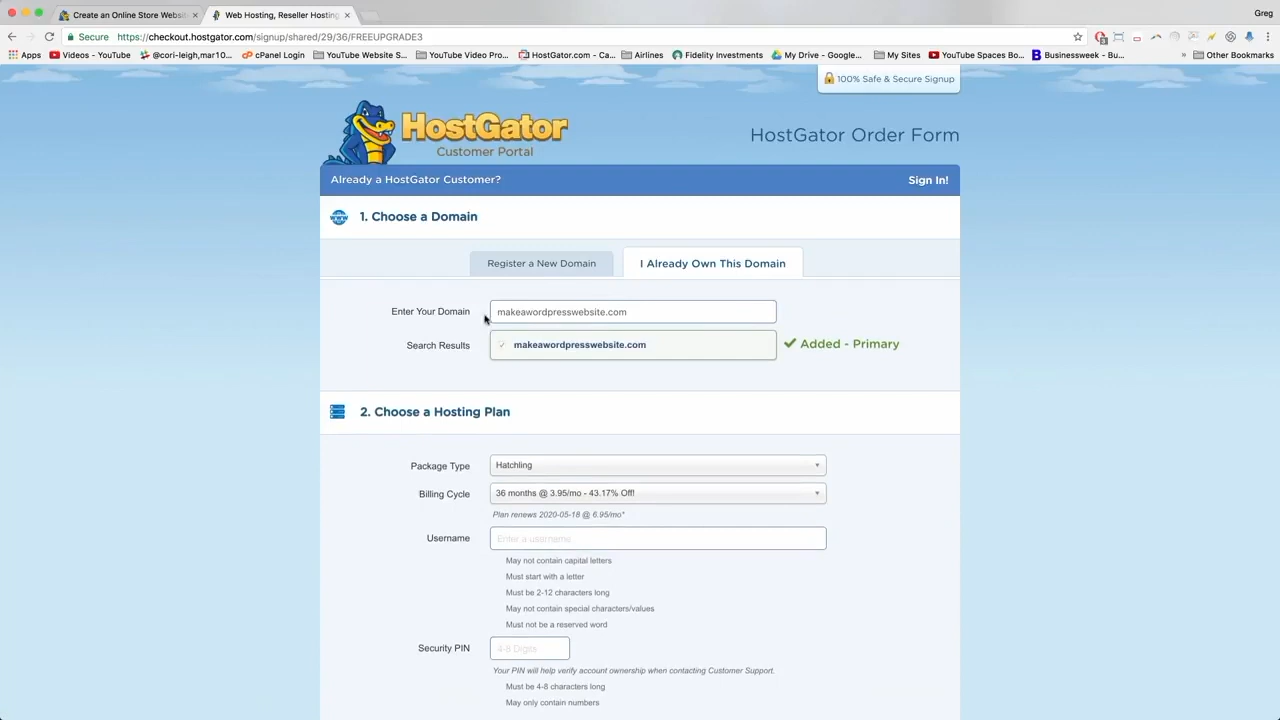 Greg
Create an Online Store Websit
Web Hosting, Reseller Hosting
Secure
https://checkout.hostgator.com/signup/shared/29/36/FREEUPGRADE3
Apps
Videos - YouTube
@cori-leigh,mar10...
cPanel Login
YouTube Website S...
YouTube Video Pro...
HostGator.com - Ca...
Airlines
Fidelity Investments
My Drive - Google...
My Sites
YouTube Spaces Bo...
Businessweek - Bu...
»
Other Bookmarks
100% Safe & Secure Signup
HostGator
Customer Portal
HostGator Order Form
Already a HostGator Customer?
Sign In!
1. Choose a Domain
Register a New Domain
I Already Own This Domain
Enter Your Domain
makeawordpresswebsite.com
Search Results
makeawordpresswebsite.com
Added - Primary
2. Choose a Hosting Plan
Package Type
Hatchling
Billing Cycle
36 months @ 3.95/mo - 43.17% Off!
Plan renews 2020-05-18 @ 6.95/mo*
Username
Enter a username
May not contain capital letters
Must start with a letter
Must be 2-12 characters long
May not contain special characters/values
Must not be a reserved word
Security PIN
4-8 Digits
Your PIN will help verify account ownership when contacting Customer Support.
Must be 4-8 characters long
May only contain numbers